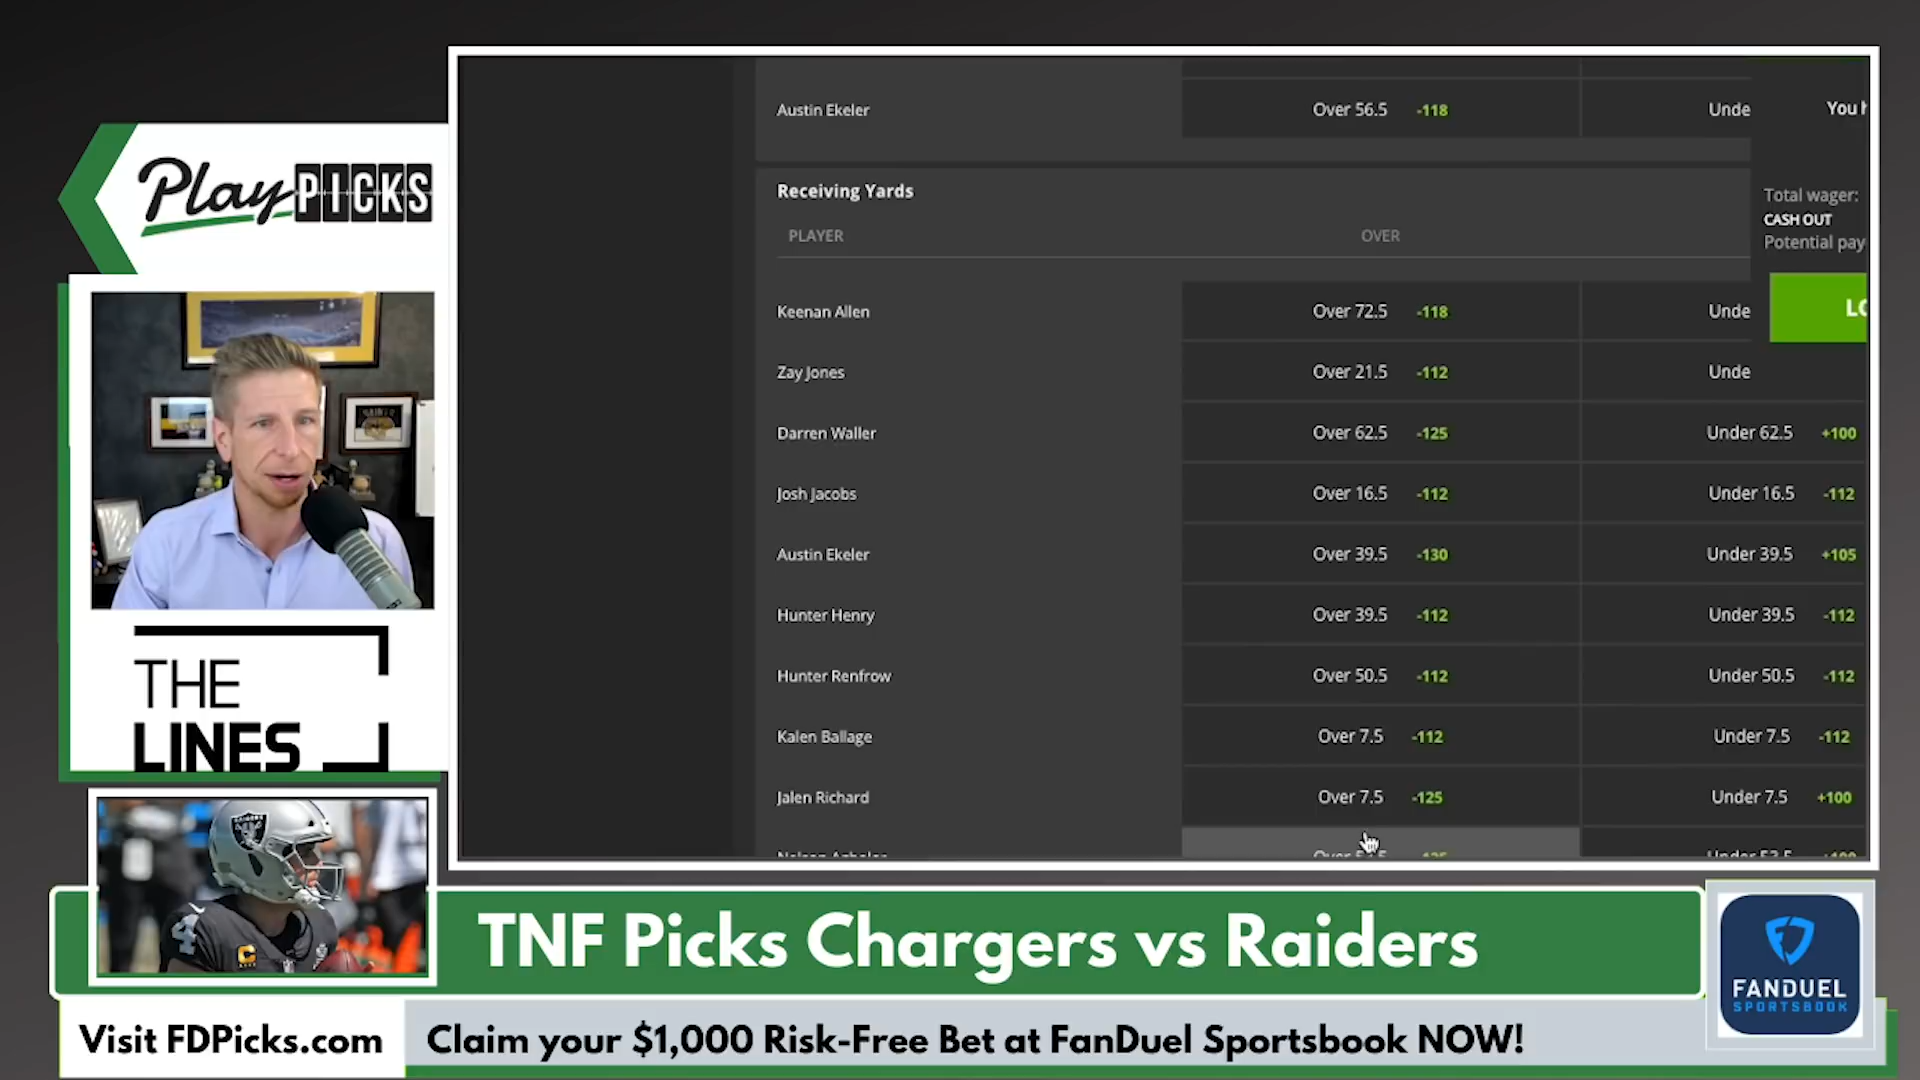 Play PICKS
THE
LINES
Austin Ekeler Over 56.5 -118 Unde
You h
Receiving Yards
PLAYER OVER
Total wager:
CASH OUT
Potential pay
Keenan Allen Over 72.5 -118 Unde
LO
Zay Jones Over 21.5 -112 Unde
Darren Waller Over 62.5 -125 Under 62.5 +100
Josh Jacobs Over 16.5 -112 Under 16.5 -112
Austin Ekeler Over 39.5 -130 Under 39.5 +105
Hunter Henry Over 39.5 -112 Under 39.5 -112
Hunter Renfrow Over 50.5 -112 Under 50.5 -112
Kalen Ballage Over 7.5 -112 Under 7.5 -112
Jalen Richard Over 7.5 -125 Under 7.5 +100
RAIDERS
4
C
TNF Picks Chargers vs Raiders
FANDUEL
SPORTSBOOK
Visit FDPicks.com
Claim your $1,000 Risk-Free Bet at FanDuel Sportsbook NOW!